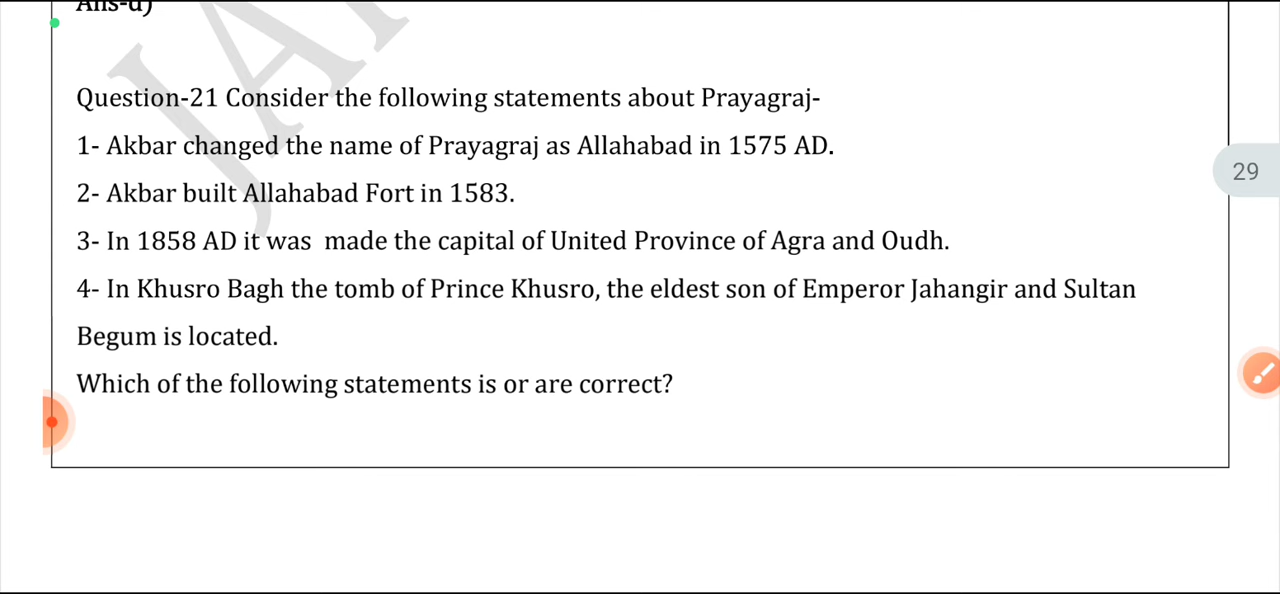 Ans-d)
Question-21 Consider the following statements about Prayagraj-
1- Akbar changed the name of Prayagraj as Allahabad in 1575 AD.
2- Akbar built Allahabad Fort in 1583.
3- In 1858 AD it was  made the capital of United Province of Agra and Oudh.
4- In Khusro Bagh the tomb of Prince Khusro, the eldest son of Emperor Jahangir and Sultan
Begum is located.
Which of the following statements is or are correct?
29